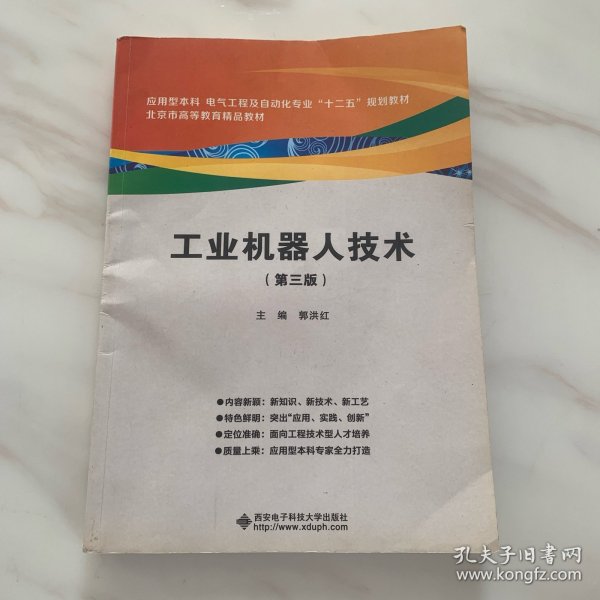 应用型本科 电气工程及自动化专业“十二五”规划教材
北京市高等教育精品教材
工业机器人技术
（第三版）
主 编 郭洪红
●内容新颖：新知识、新技术、新工艺
●特色鲜明：突出“应用、实践、创新”
●定位准确：面向工程技术型人才培养
●质量上乘：应用型本科专家全力打造
西安电子科技大学出版社
http://www.xduph.com
孔夫子旧书网
www.kongfz.com